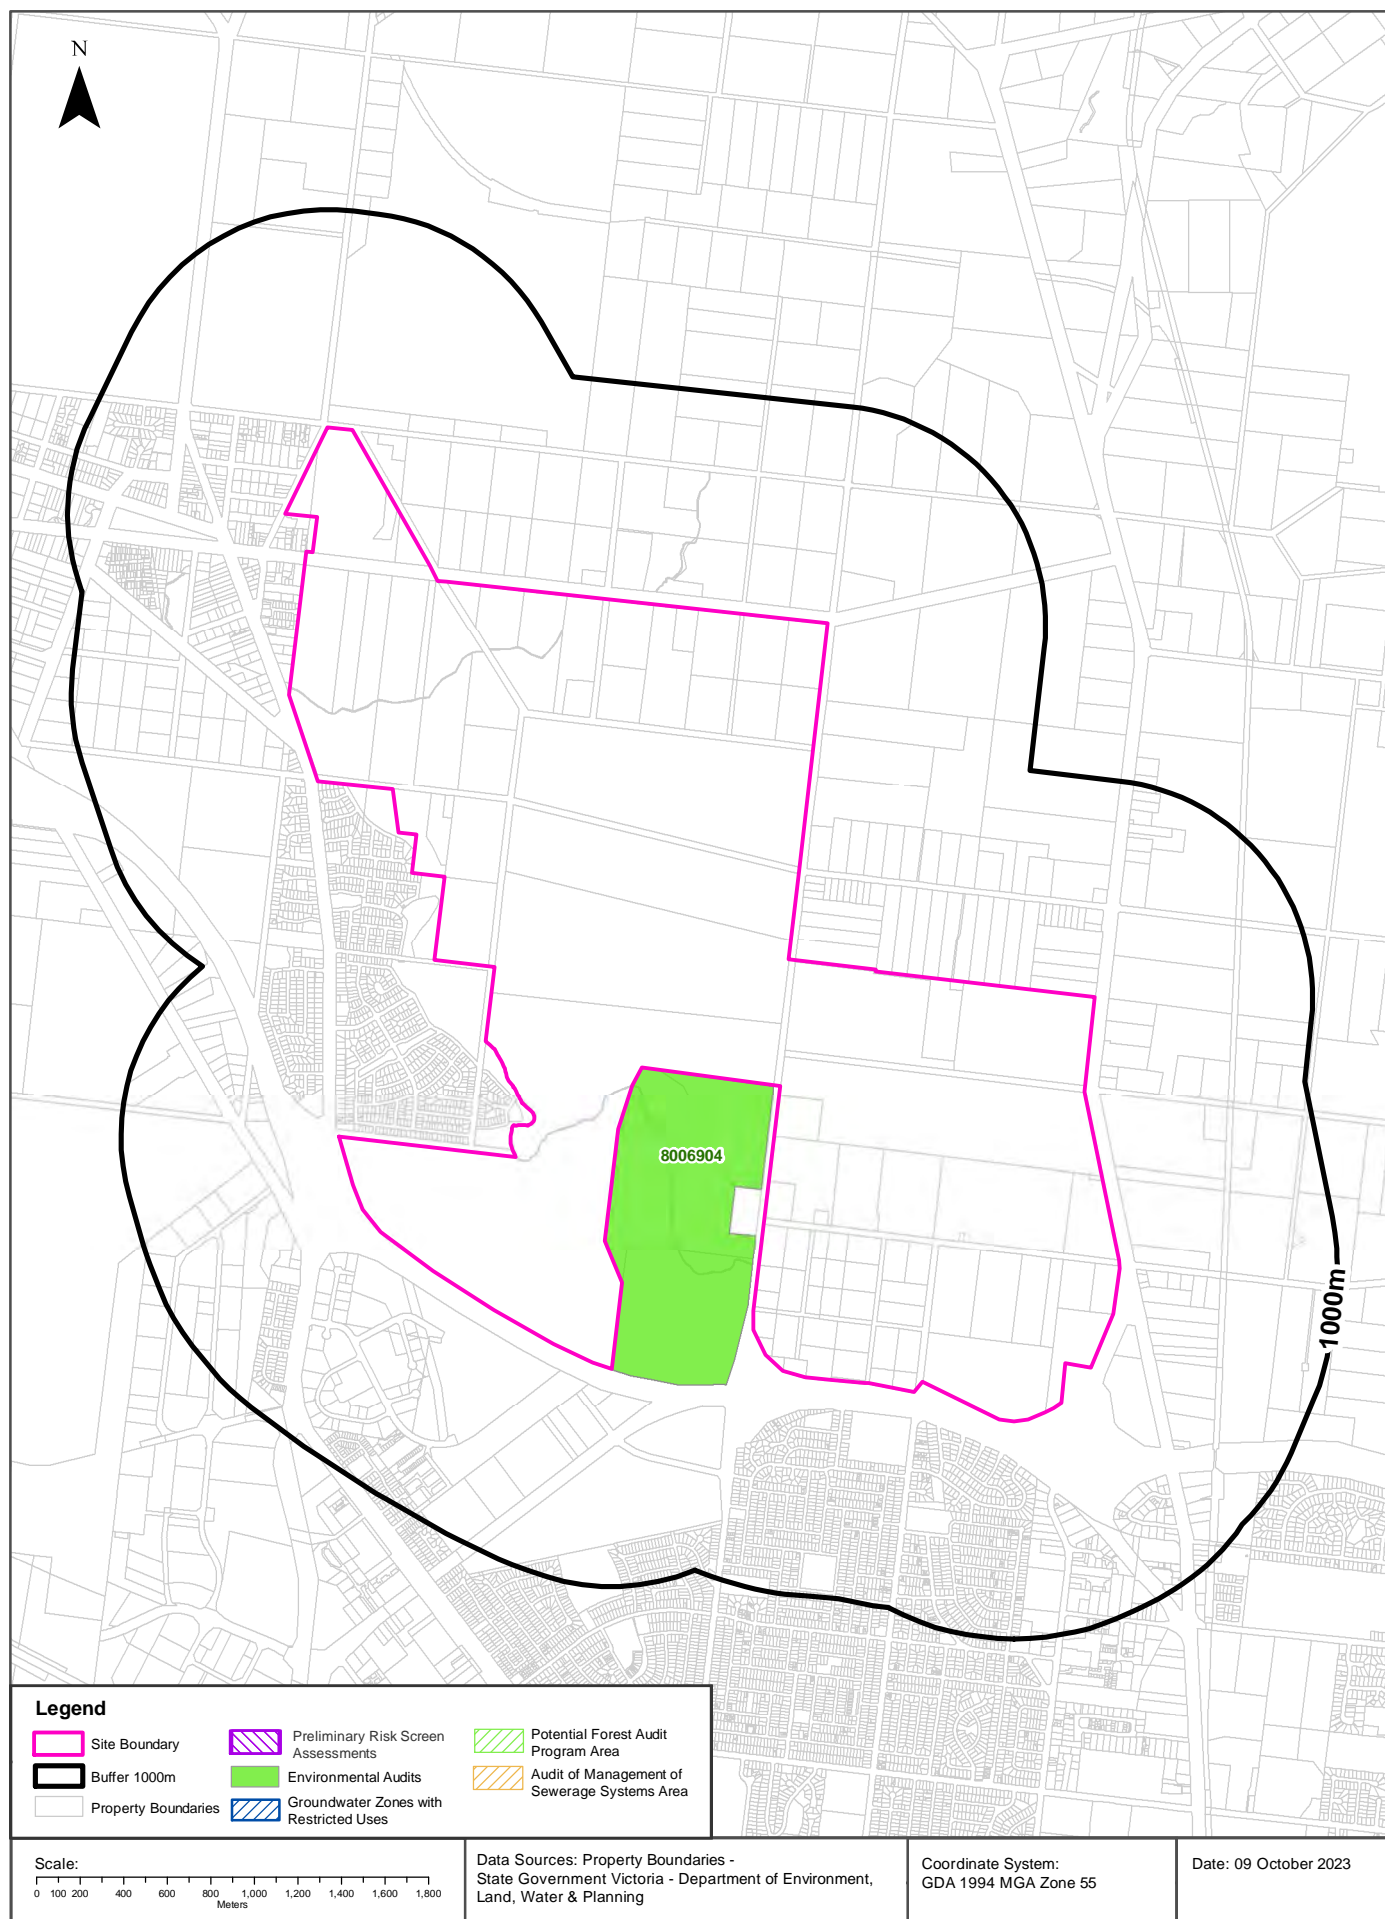 N
8006904
1000m
Legend
Site Boundary
Buffer 1000m
Property Boundaries
Preliminary Risk Screen
Assessments
Environmental Audits
Groundwater Zones with
Restricted Uses
Potential Forest Audit
Program Area
Audit of Management of
Sewerage Systems Area
Scale:
0 100 200 400 600 800 1,000 1,200 1,400 1,600 1,800
Meters
Data Sources: Property Boundaries -
State Government Victoria - Department of Environment,
Land, Water & Planning
Coordinate System:
GDA 1994 MGA Zone 55
Date: 09 October 2023